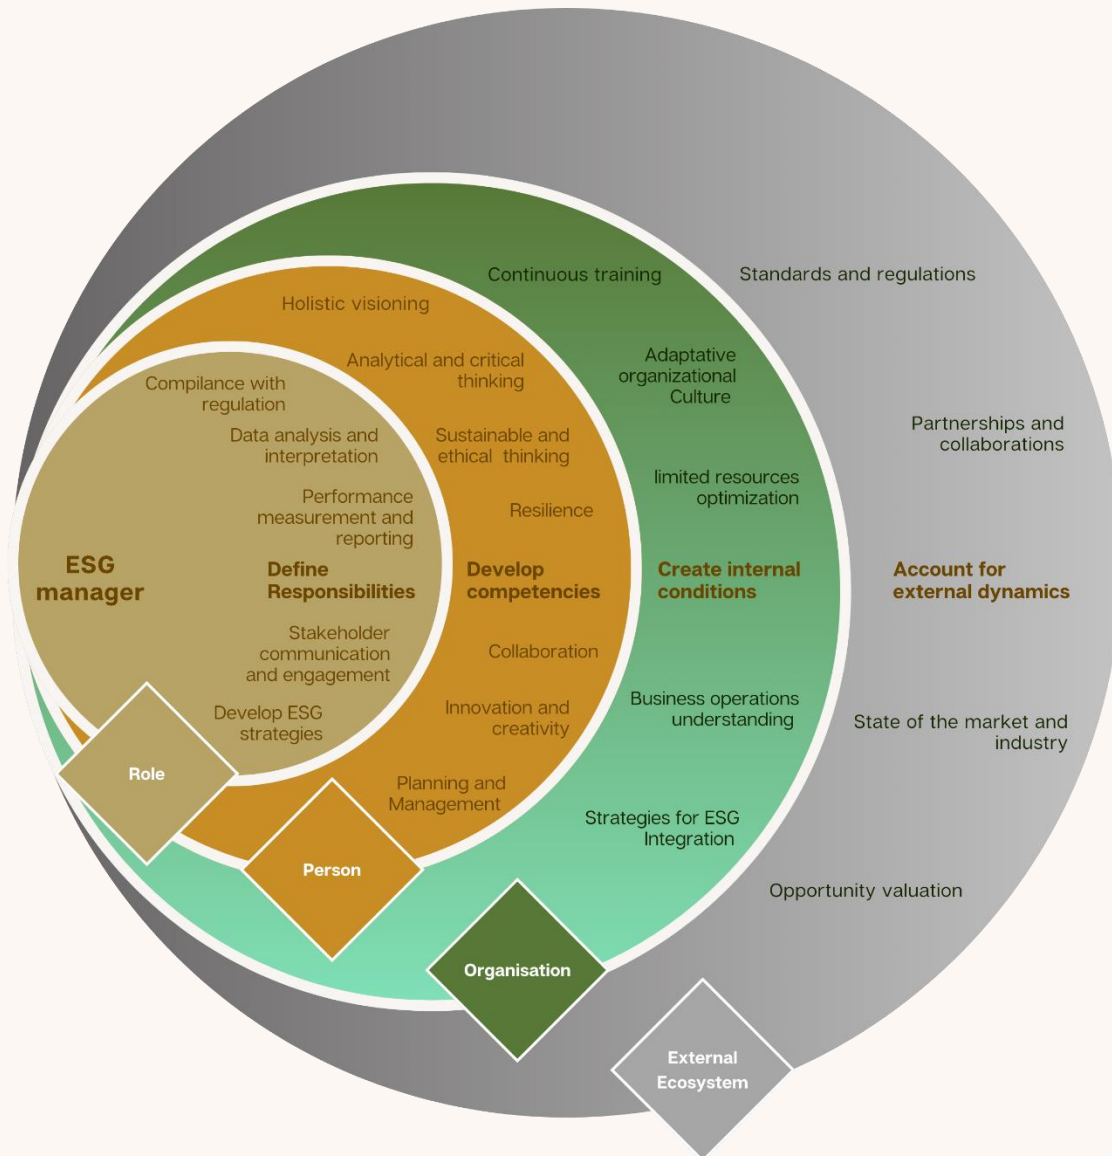 Continuous training
Standards and regulations
Holistic visioning
Adaptative
organizational
Culture
Analytical and critical
thinking
Compilance with
regulation
Partnerships and
collaborations
Data analysis and
interpretation
Sustainable and
ethical thinking
limited resources
optimization
Performance
measurement and
reporting
Resilience
ESG
manager
Define
Responsibilities
Develop
competencies
Create internal
conditions
Account for
external dynamics
Stakeholder
communication
and engagement
Collaboration
Develop ESG
strategies
Innovation and
creativity
Business operations
understanding
State of the market and
industry
Role
Planning and
Management
Strategies for ESG
Integration
Person
Opportunity valuation
Organisation
External
Ecosystem